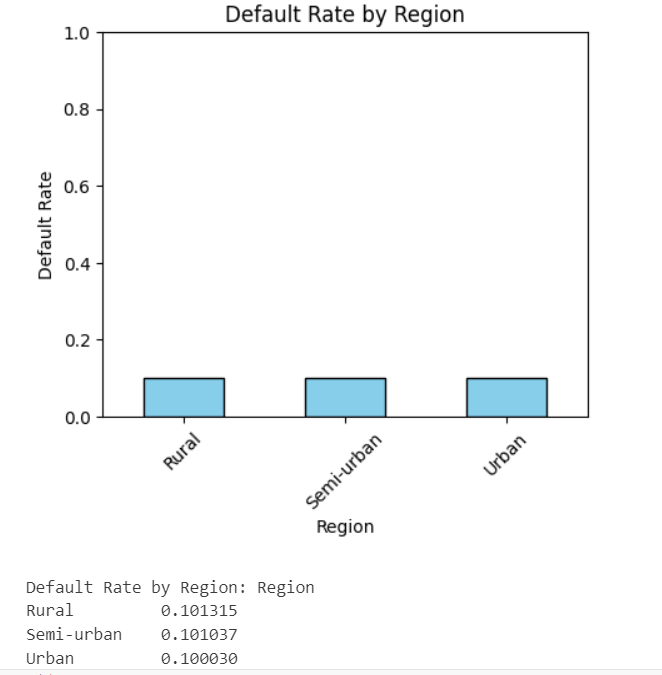 Default Rate by Region
1.0
0.8
0.6
0.4
0.2
0.0
Default Rate
Rural
Semi-urban
Urban
Region
Default Rate by Region: Region
Rural 0.101315
Semi-urban 0.101037
Urban 0.100030